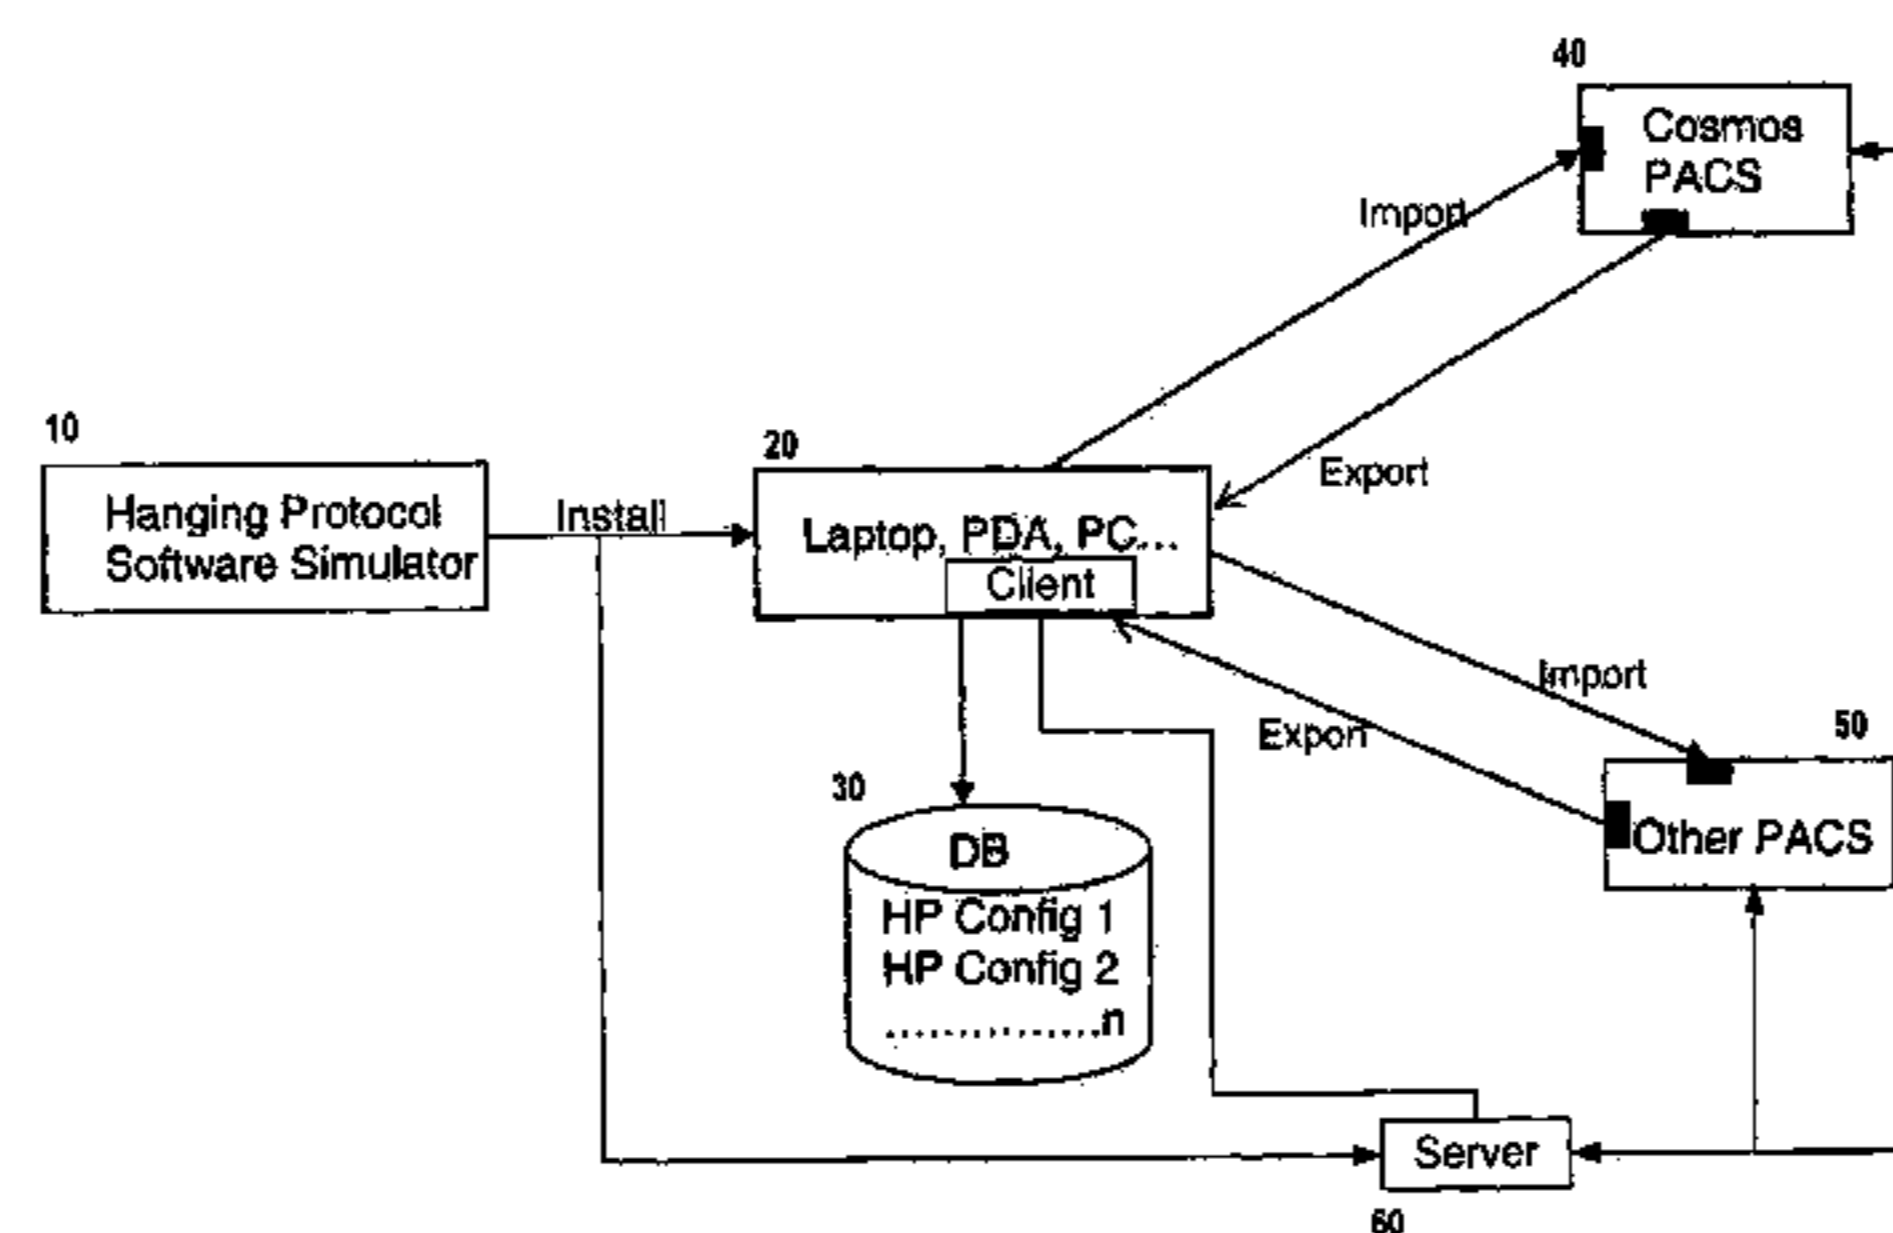 40
Cosmos
PACS
Import
10
20
Export
Hanging Protocol
Software Simulator
Install
Laptop, PDA, PC...
Client
Import
Export
50
30
Other PACS
DB
HP Config 1
HP Config 2
...............n
Server
60